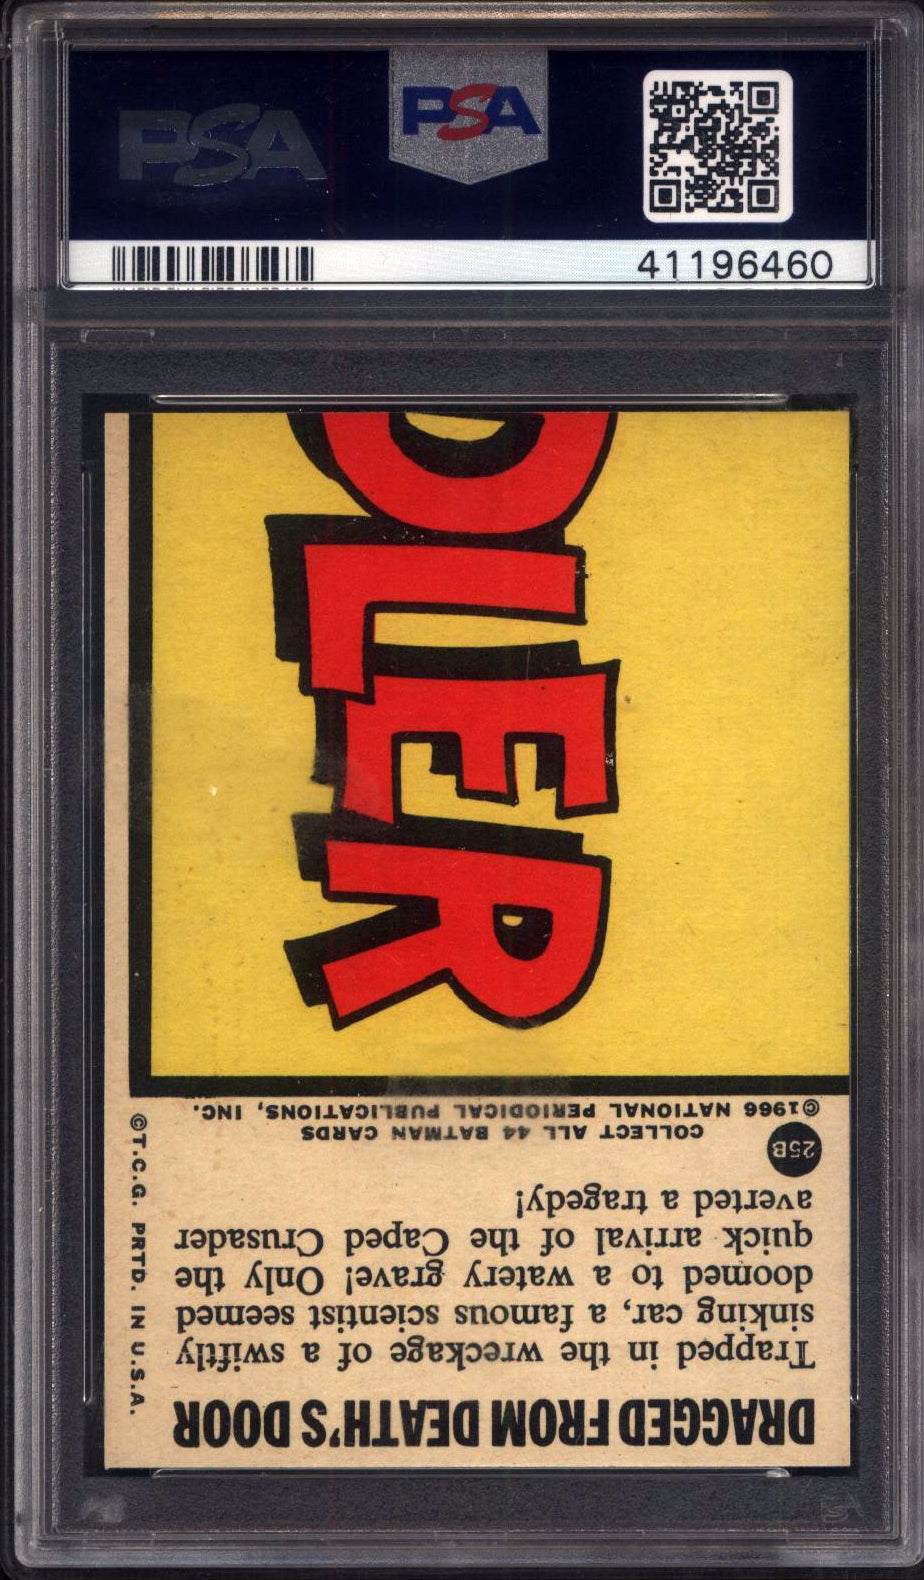 PSA
PSA
41196460
DLER
DRAGGED FROM DEATH'S DOOR
Trapped in the wreckage of a swiftly
sinking car, a famous scientist seemed
doomed to a watery grave! Only the
quick arrival of the Caped Crusader
averted a tragedy!
25B
COLLECT ALL 44 BATMAN CARDS
©1966 NATIONAL PERIODICAL PUBLICATIONS, INC.
©T.C.G. PRTD. IN U.S.A.